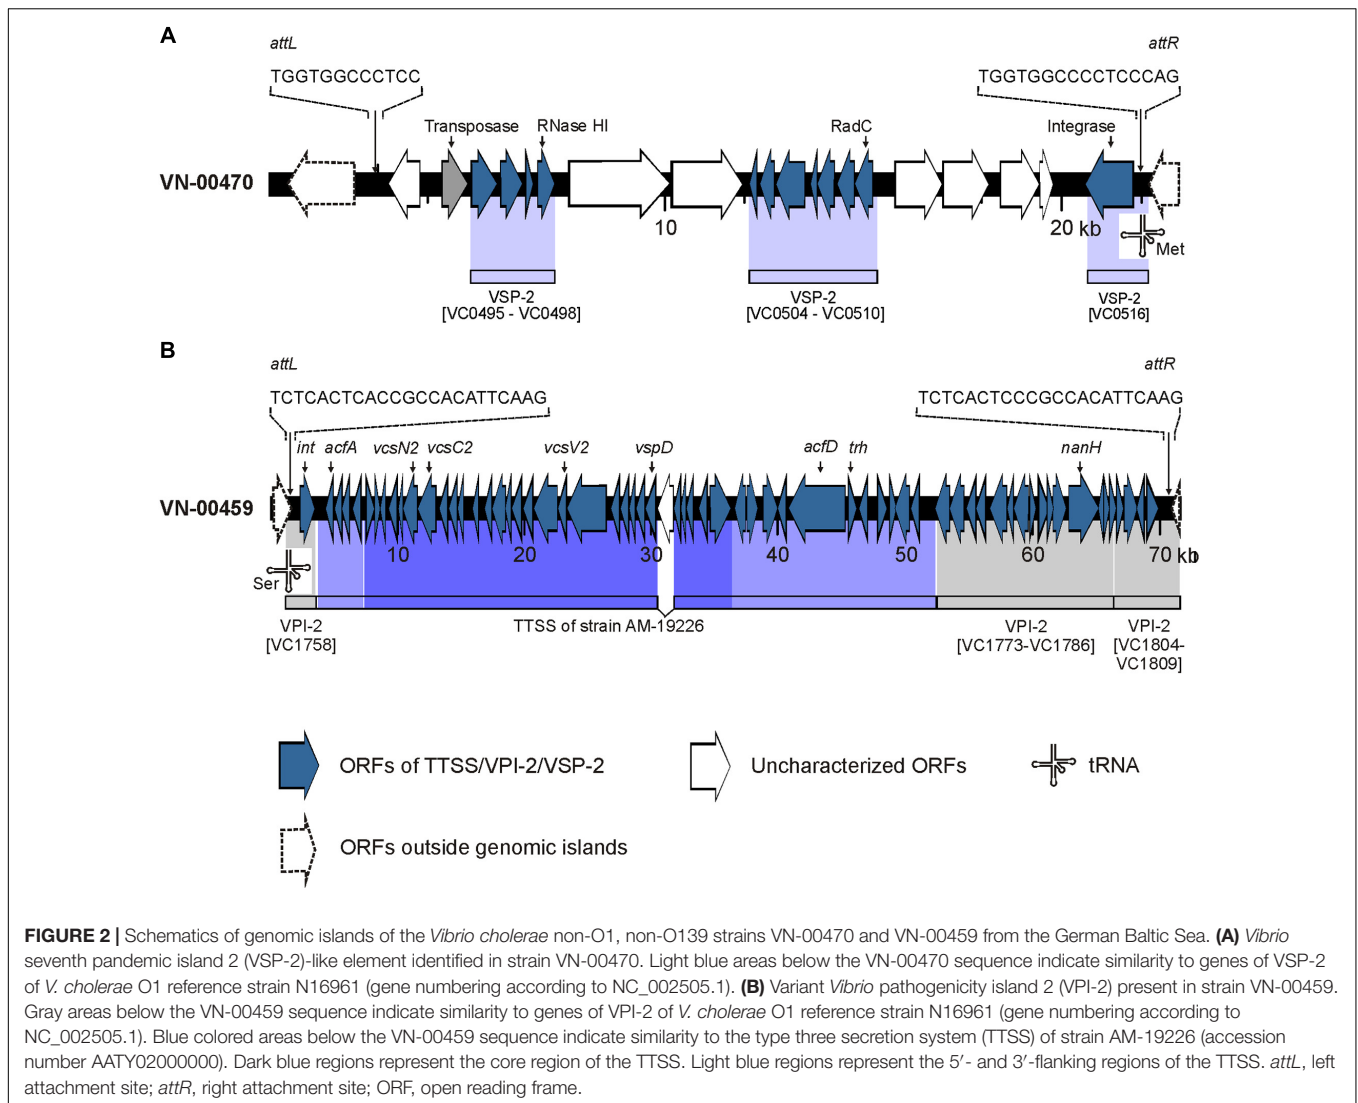 A
attL
attR
TGGTGGCCCTCC
TGGTGGCCCCTCCCAG
Transposase
RNase HI
RadC
Integrase
VN-00470
10
20 kb
Met
VSP-2
[VC0495 - VC0498]
VSP-2
[VC0504 - VC0510]
VSP-2
[VC0516]
B
attL
attR
TCTCACTCACCGCCACATTCAAG
TCTCACTCCCGCCACATTCAAG
int
acfA
vcsN2
vcsC2
vcsV2
vspD
acfD
trh
nanH
VN-00459
10
20
30
40
50
60
70 kb
Ser
VPI-2
[VC1758]
TTSS of strain AM-19226
VPI-2
[VC1773-VC1786]
VPI-2
[VC1804-
VC1809]
ORFs of TTSS/VPI-2/VSP-2
Uncharacterized ORFs
tRNA
ORFs outside genomic islands
FIGURE 2 | Schematics of genomic islands of the Vibrio cholerae non-O1, non-O139 strains VN-00470 and VN-00459 from the German Baltic Sea. (A) Vibrio
seventh pandemic island 2 (VSP-2)-like element identified in strain VN-00470. Light blue areas below the VN-00470 sequence indicate similarity to genes of VSP-2
of V. cholerae O1 reference strain N16961 (gene numbering according to NC_002505.1). (B) Variant Vibrio pathogenicity island 2 (VPI-2) present in strain VN-00459.
Gray areas below the VN-00459 sequence indicate similarity to genes of VPI-2 of V. cholerae O1 reference strain N16961 (gene numbering according to
NC_002505.1). Blue colored areas below the VN-00459 sequence indicate similarity to the type three secretion system (TTSS) of strain AM-19226 (accession
number AATY02000000). Dark blue regions represent the core region of the TTSS. Light blue regions represent the 5′- and 3′-flanking regions of the TTSS. attL, left
attachment site; attR, right attachment site; ORF, open reading frame.